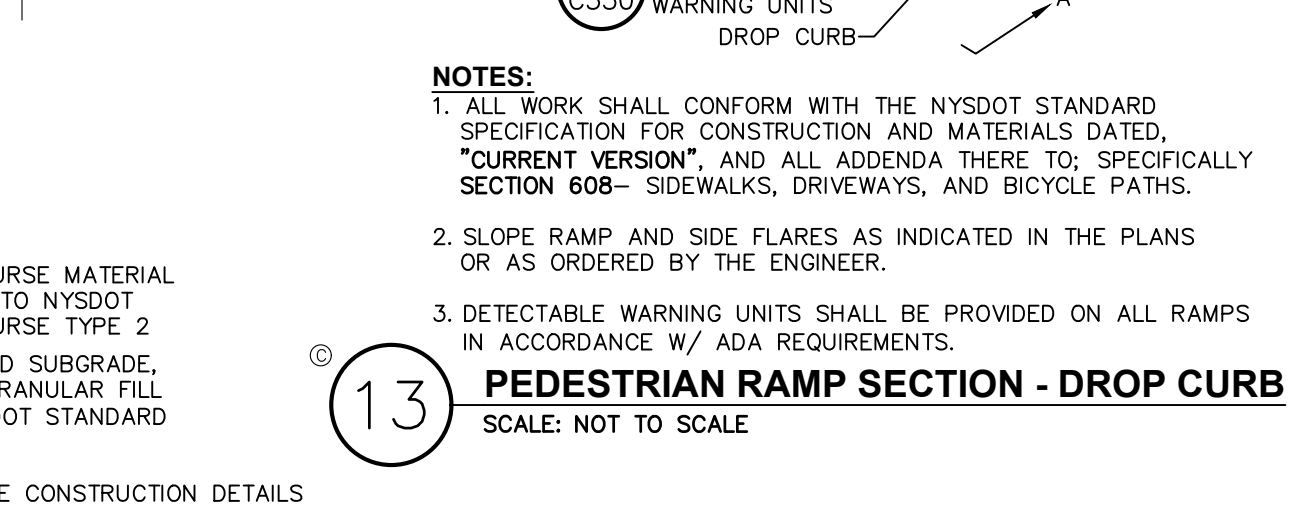 WARNING UNITS
DROP CURB
A
NOTES:
1. ALL WORK SHALL CONFORM WITH THE NYSDOT STANDARD
SPECIFICATION FOR CONSTRUCTION AND MATERIALS DATED,
"CURRENT VERSION", AND ALL ADDENDA THERE TO; SPECIFICALLY
SECTION 608– SIDEWALKS, DRIVEWAYS, AND BICYCLE PATHS.
2. SLOPE RAMP AND SIDE FLARES AS INDICATED IN THE PLANS
OR AS ORDERED BY THE ENGINEER.
3. DETECTABLE WARNING UNITS SHALL BE PROVIDED ON ALL RAMPS
IN ACCORDANCE W/ ADA REQUIREMENTS.
MATERIAL
TO NYSDOT
TYPE 2
SUBGRADE,
FILL
STANDARD
©
13
PEDESTRIAN RAMP SECTION - DROP CURB
SCALE: NOT TO SCALE
CONSTRUCTION DETAILS